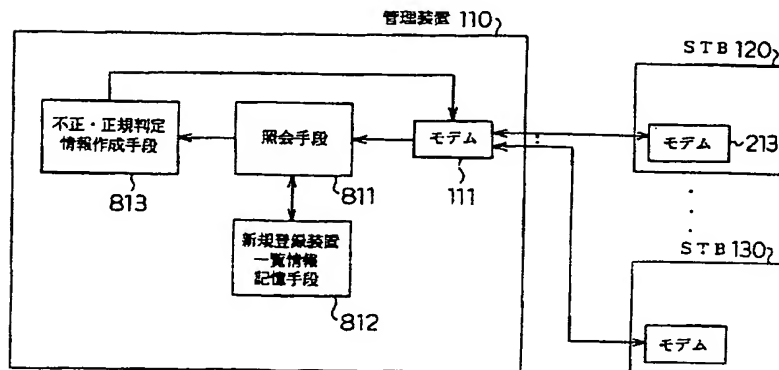 管理装置 110
STB 120
不正・正規判定
情報作成手段
813
照会手段
811
モデム
111
モデム
213
新規登録装置
一覧情報
記憶手段
812
STB 130
モデム